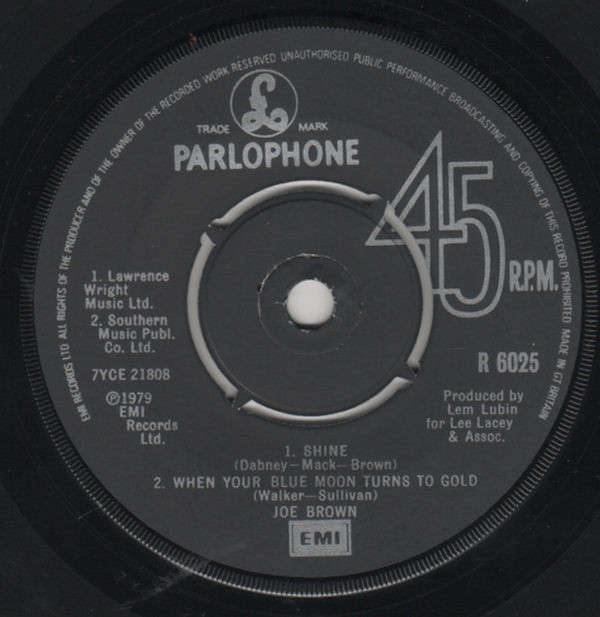 EMI RECORDS LTD ALL RIGHTS OF THE PRODUCER AND OF THE OWNER OF THE RECORDED WORK RESERVED UNAUTHORISED PUBLIC PERFORMANCE BROADCASTING AND COPYING OF THIS RECORD PROHIBITED MADE IN GT BRITAIN
£
TRADE MARK
PARLOPHONE
45
R.P.M.
1. Lawrence
Wright
Music Ltd.
2. Southern
Music Publ.
Co. Ltd.
7YCE 21808
Ⓟ1979
EMI
Records
Ltd.
R 6025
Produced by
Lem Lubin
for Lee Lacey
& Assoc.
1. SHINE
(Dabney—Mack—Brown)
2. WHEN YOUR BLUE MOON TURNS TO GOLD
(Walker—Sullivan)
JOE BROWN
EMI